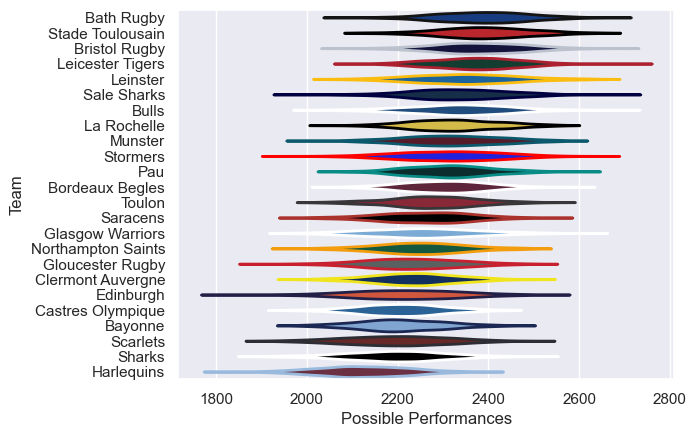 Bath Rugby
Stade Toulousain
Bristol Rugby
Leicester Tigers
Leinster
Sale Sharks
Bulls
La Rochelle
Munster
Stormers
Pau
Bordeaux Begles
Toulon
Saracens
Glasgow Warriors
Northampton Saints
Gloucester Rugby
Clermont Auvergne
Edinburgh
Castres Olympique
Bayonne
Scarlets
Sharks
Harlequins
Team
1800 2000 2200 2400 2600 2800
Possible Performances